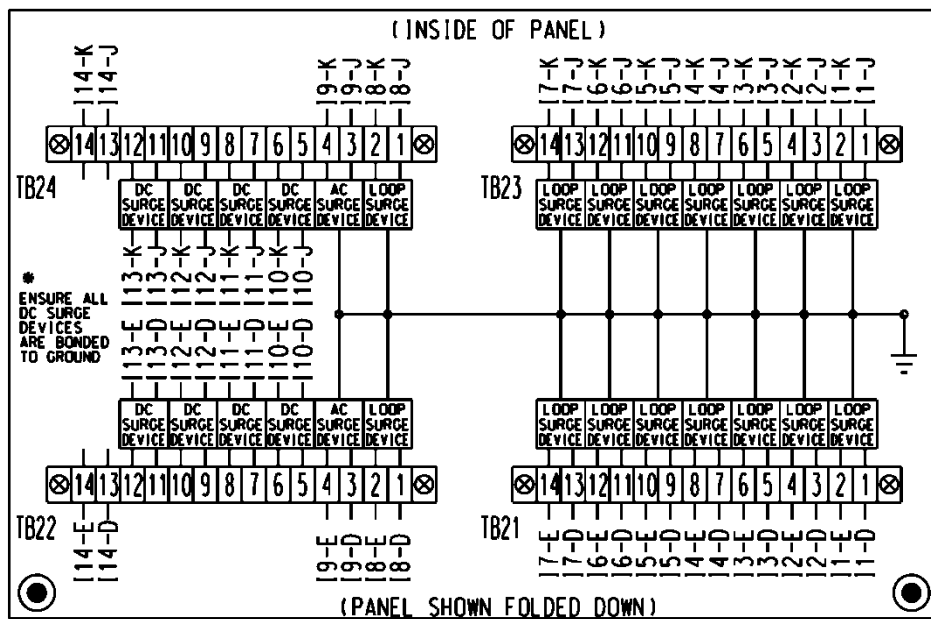 (INSIDE OF PANEL)
I14-K I14-J I9-K I9-J I8-K I8-J
14 13 12 11 10 9 8 7 6 5 4 3 2 1
TB24
DC SURGE DEVICE
DC SURGE DEVICE
DC SURGE DEVICE
DC SURGE DEVICE
AC SURGE DEVICE
LOOP SURGE DEVICE
I13-K I13-J I12-K I12-J I11-K I11-J I10-K I10-J
I7-K I7-J I6-K I6-J I5-K I5-J I4-K I4-J I3-K I3-J I2-K I2-J I1-K I1-J
14 13 12 11 10 9 8 7 6 5 4 3 2 1
TB23
LOOP SURGE DEVICE
LOOP SURGE DEVICE
LOOP SURGE DEVICE
LOOP SURGE DEVICE
LOOP SURGE DEVICE
LOOP SURGE DEVICE
LOOP SURGE DEVICE
*
ENSURE ALL
DC SURGE
DEVICES
ARE BONDED
TO GROUND
I13-E I13-D I12-E I12-D I11-E I11-D I10-E I10-D
DC SURGE DEVICE
DC SURGE DEVICE
DC SURGE DEVICE
DC SURGE DEVICE
AC SURGE DEVICE
LOOP SURGE DEVICE
14 13 12 11 10 9 8 7 6 5 4 3 2 1
TB22
I14-E I14-D I9-E I9-D I8-E I8-D
LOOP SURGE DEVICE
LOOP SURGE DEVICE
LOOP SURGE DEVICE
LOOP SURGE DEVICE
LOOP SURGE DEVICE
LOOP SURGE DEVICE
LOOP SURGE DEVICE
14 13 12 11 10 9 8 7 6 5 4 3 2 1
TB21
I7-E I7-D I6-E I6-D I5-E I5-D I4-E I4-D I3-E I3-D I2-E I2-D I1-E I1-D
(PANEL SHOWN FOLDED DOWN)